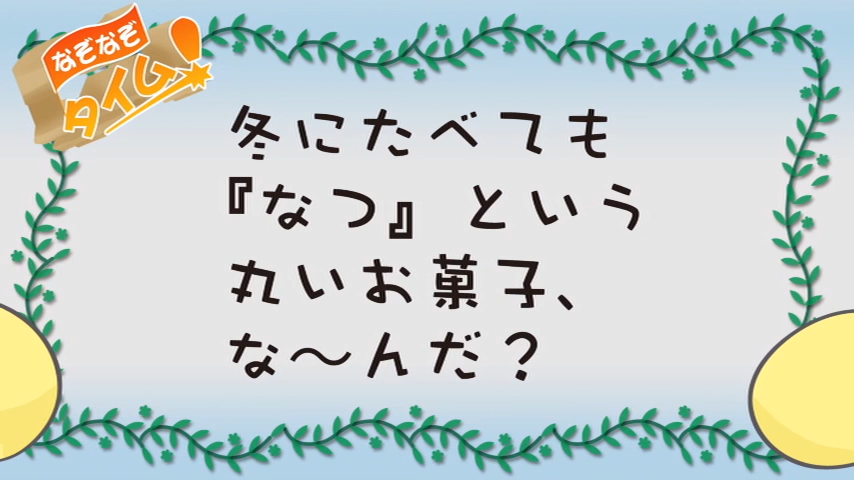 なぞなぞ
タイム!
冬にたべても
『なつ』という
丸いお菓子、
な〜んだ?